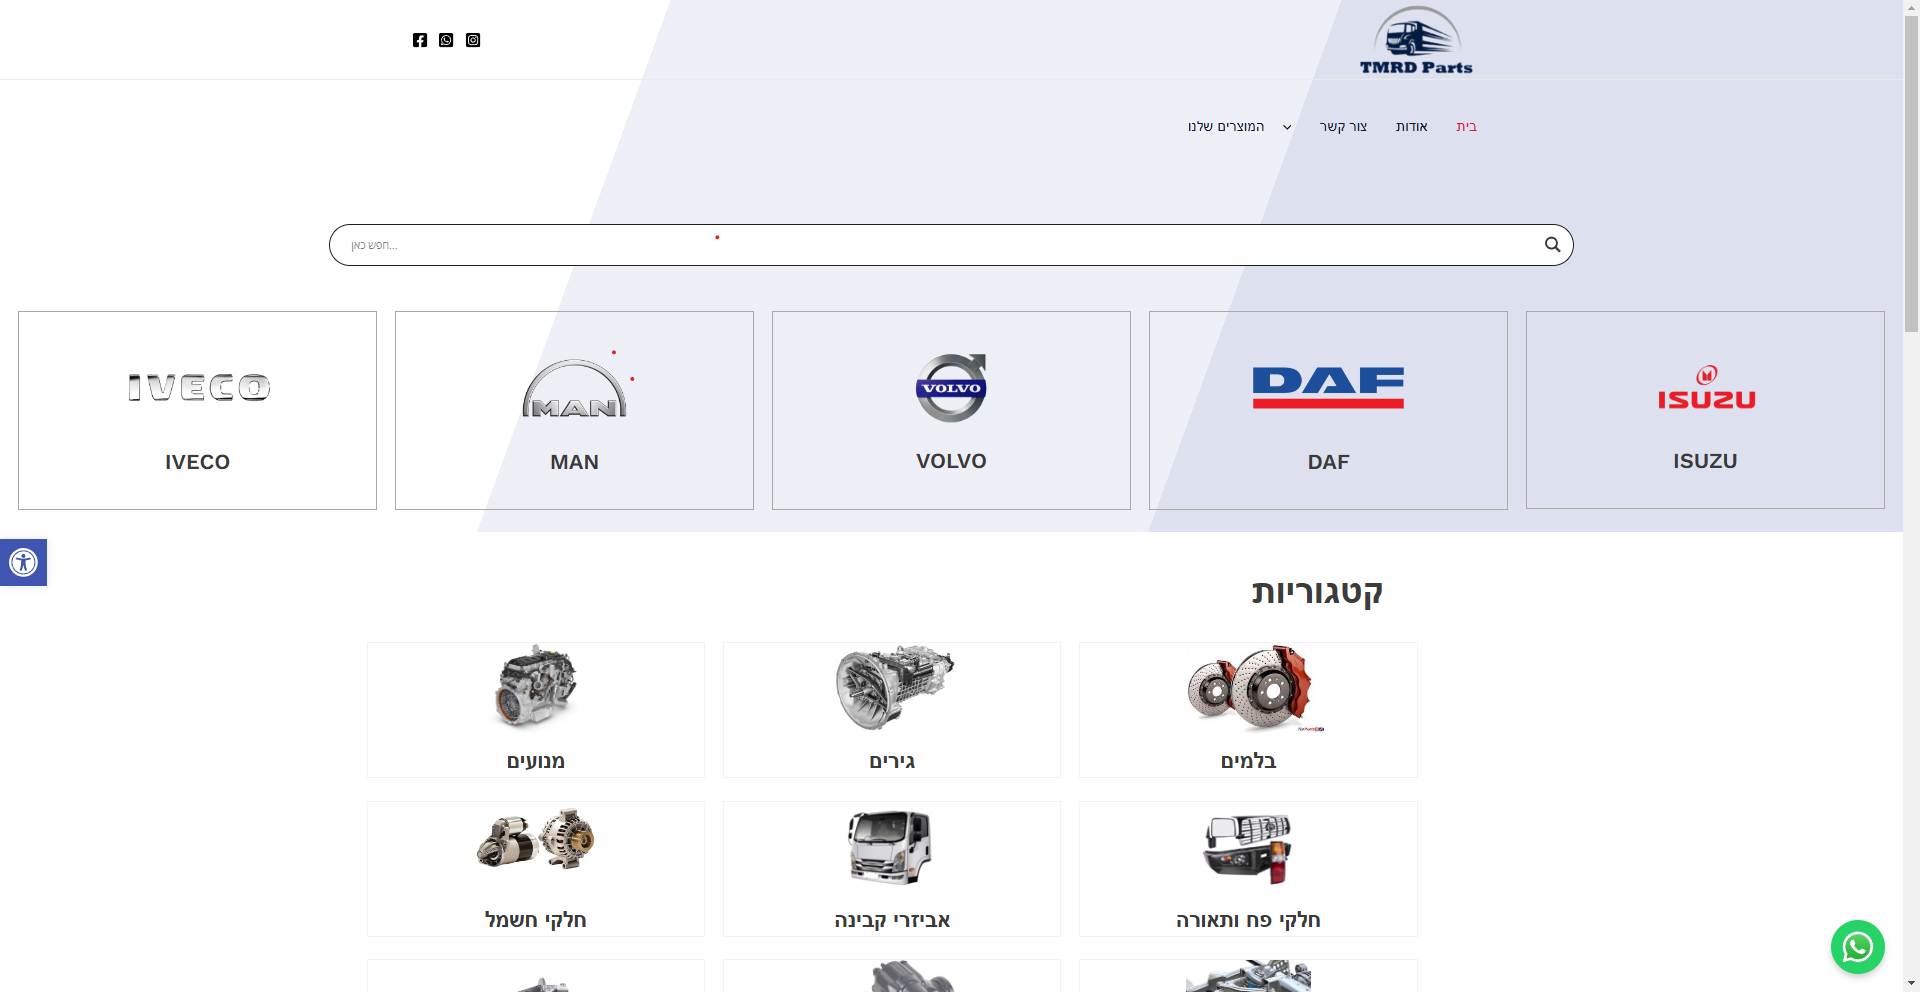 TMRD Parts
בית
אודות
צור קשר
המוצרים שלנו
חפש כאן...
IVECO
MAN
VOLVO
DAF
ISUZU
IVECO
MAN
VOLVO
DAF
ISUZU
קטגוריות
בלמים
גירים
מנועים
חלקי פח ותאורה
אביזרי קבינה
חלקי חשמל